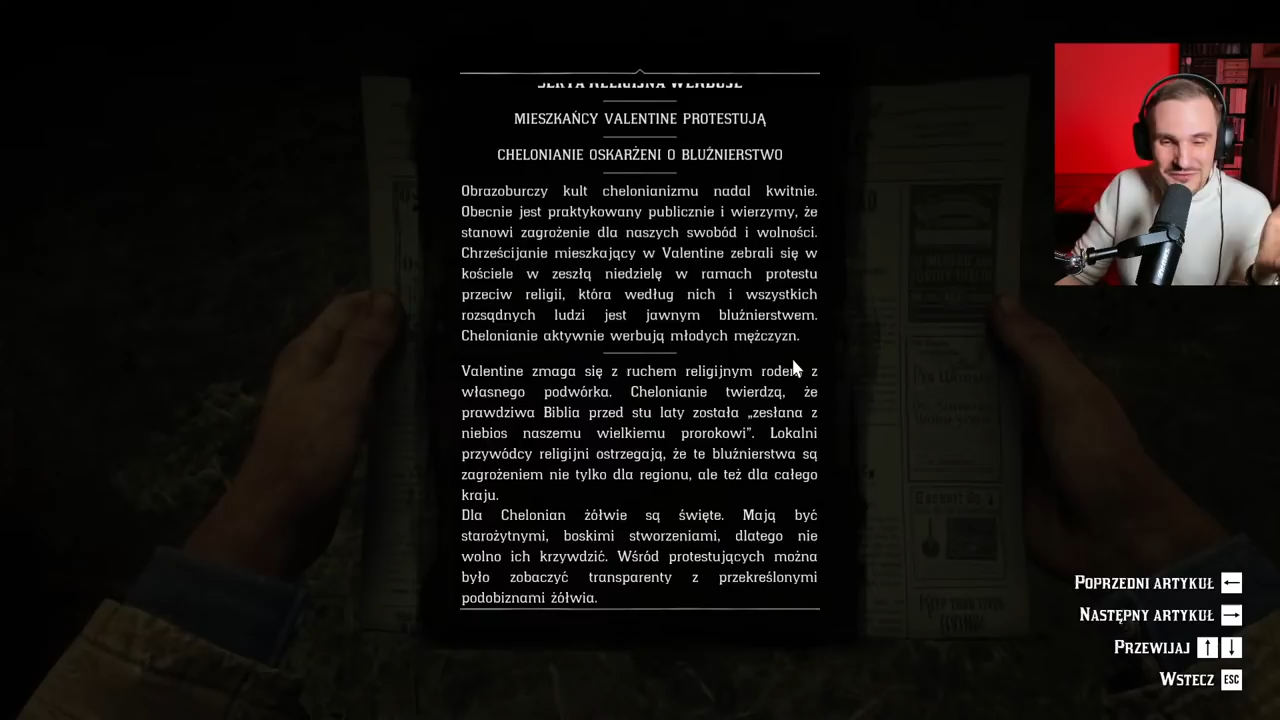 SEKTA RELIGIJNA WERBUJE
MIESZKAŃCY VALENTINE PROTESTUJĄ
CHELONIANIE OSKARŻENI O BLUŹNIERSTWO
Obrazoburczy kult chelonianizmu nadal kwitnie.
Obecnie jest praktykowany publicznie i wierzymy, że
stanowi zagrożenie dla naszych swobód i wolności.
Chrześcijanie mieszkający w Valentine zebrali się w
kościele w zeszłą niedzielę w ramach protestu
przeciw religii, która według nich i wszystkich
rozsądnych ludzi jest jawnym bluźnierstwem.
Chelonianie aktywnie werbują młodych mężczyzn.
Valentine zmaga się z ruchem religijnym rodem z
własnego podwórka. Chelonianie twierdzą, że
prawdziwa Biblia przed stu laty została „zesłana z
niebios naszemu wielkiemu prorokowi”. Lokalni
przywódcy religijni ostrzegają, że te bluźnierstwa są
zagrożeniem nie tylko dla regionu, ale też dla całego
kraju.
Dla Chelonian żółwie są święte. Mają być
starożytnymi, boskimi stworzeniami, dlatego nie
wolno ich krzywdzić. Wśród protestujących można
było zobaczyć transparenty z przekreślonymi
podobiznami żółwia.
POPRZEDNI ARTYKUŁ ←
NASTĘPNY ARTYKUŁ →
PRZEWIJAJ ↑ ↓
WSTECZ ESC